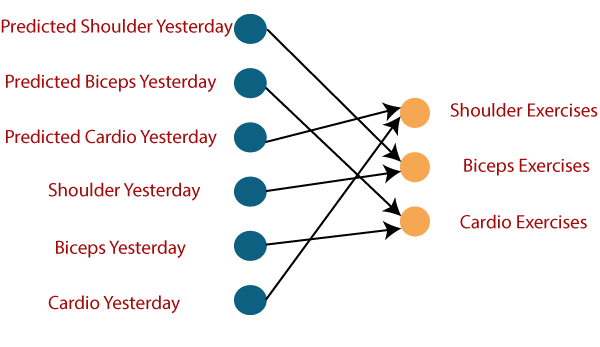 Predicted Shoulder Yesterday
Predicted Biceps Yesterday
Predicted Cardio Yesterday
Shoulder Yesterday
Biceps Yesterday
Cardio Yesterday
Shoulder Exercises
Biceps Exercises
Cardio Exercises